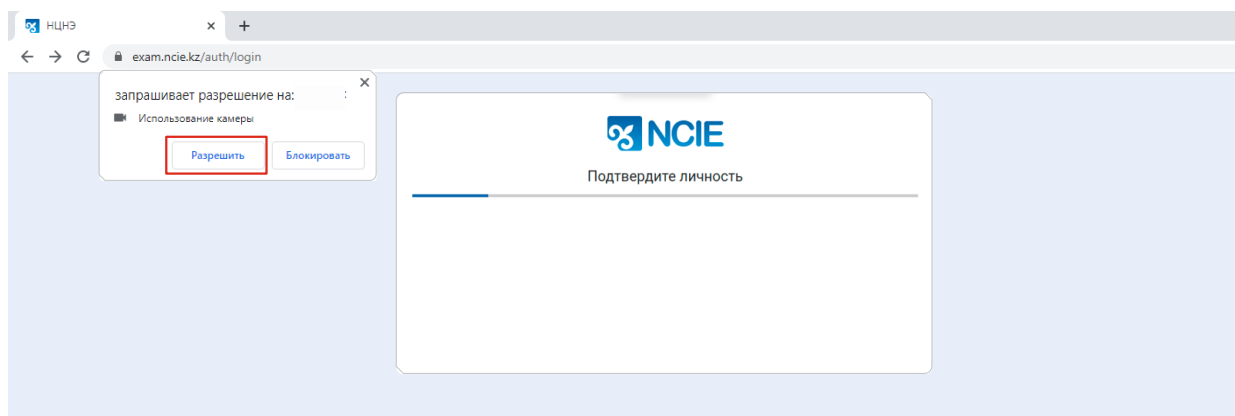 НЦНЭ
exam.ncie.kz/auth/login
запрашивает разрешение на:
Использование камеры
Разрешить Блокировать
NCIE
Подтвердите личность